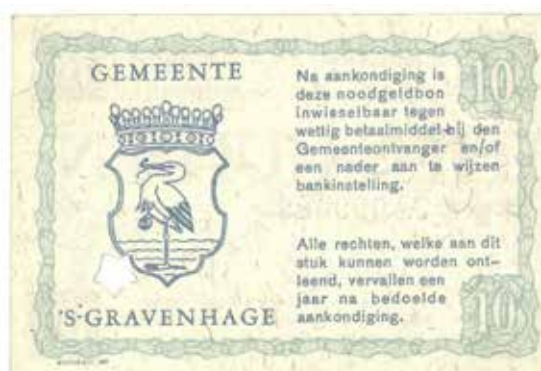 GEMEENTE
'S-GRAVENHAGE
Na aankondiging is
deze noodgeldbon
inwisselbaar tegen
wettig betaalmiddel bij den
Gemeenteontvanger en/of
een nader aan te wijzen
bankinstelling.
Alle rechten, welke aan dit
stuk kunnen worden ont-
leend, vervallen een
jaar na bedoelde
aankondiging.
10
10